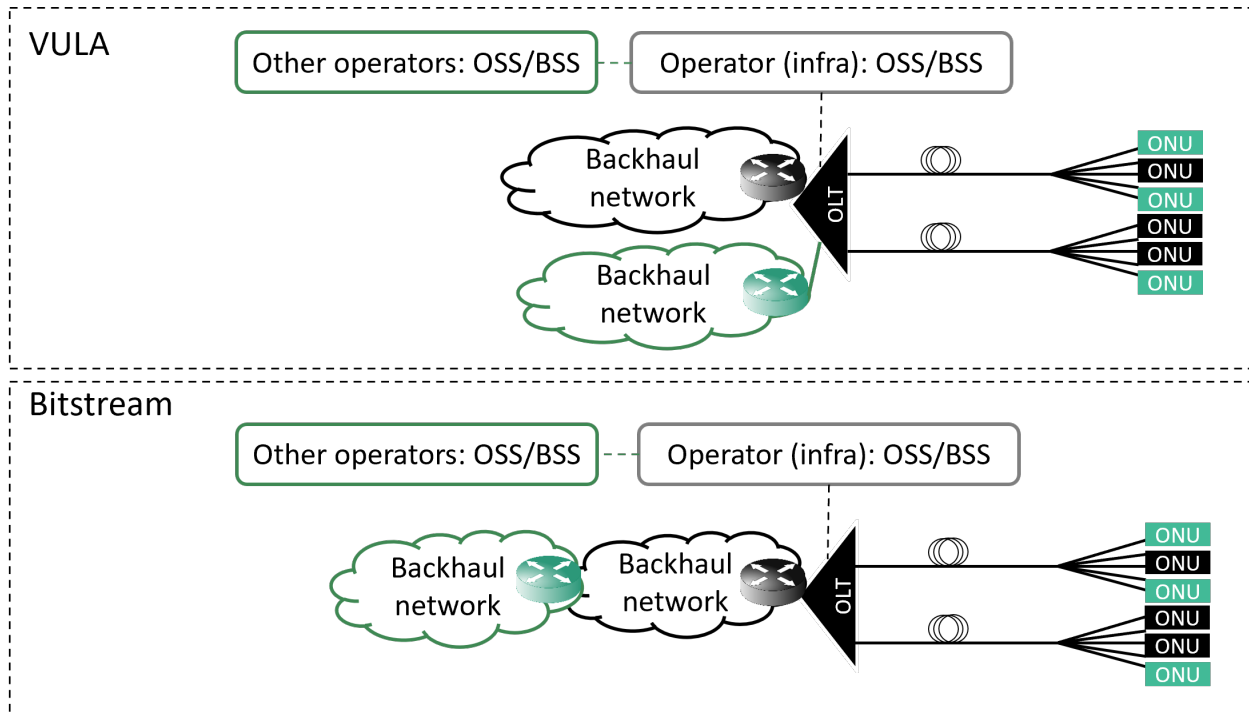 VULA
Other operators: OSS/BSS
Operator (infra): OSS/BSS
Backhaul
network
OLT
ONU
ONU
ONU
ONU
ONU
ONU
Backhaul
network
Bitstream
Other operators: OSS/BSS
Operator (infra): OSS/BSS
Backhaul
network
Backhaul
network
OLT
ONU
ONU
ONU
ONU
ONU
ONU